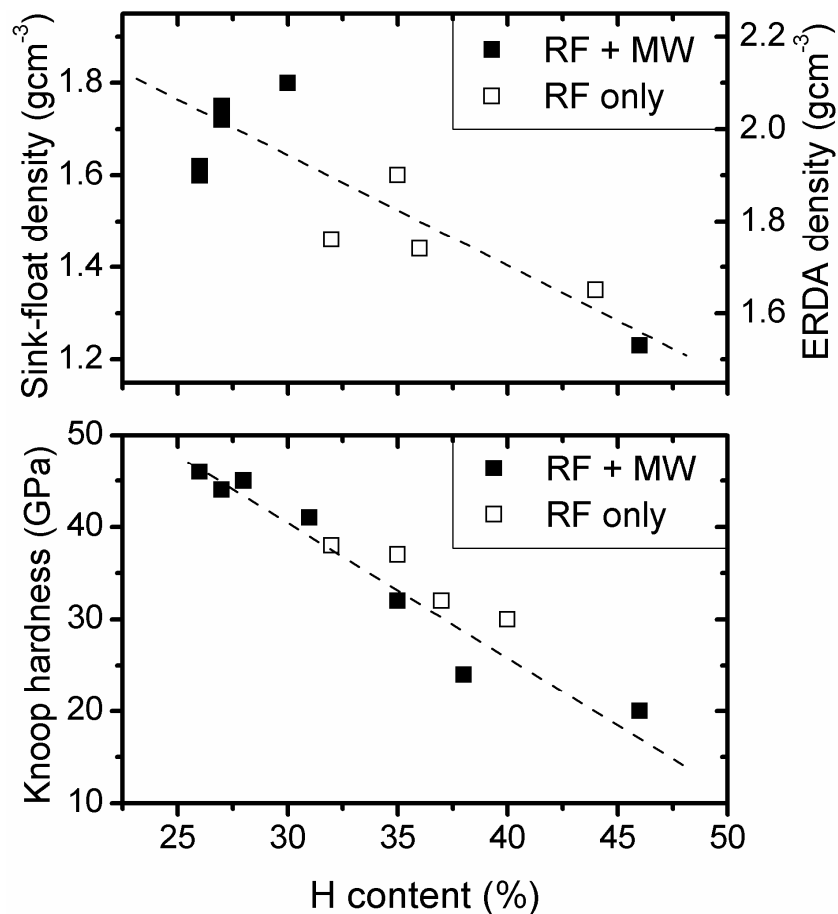 Sink-float density (gcm⁻³)
1.8
1.6
1.4
1.2
RF + MW
RF only
2.2
2.0
1.8
1.6
ERDA density (gcm⁻³)
Knoop hardness (GPa)
50
40
30
20
10
RF + MW
RF only
25 30 35 40 45 50
H content (%)